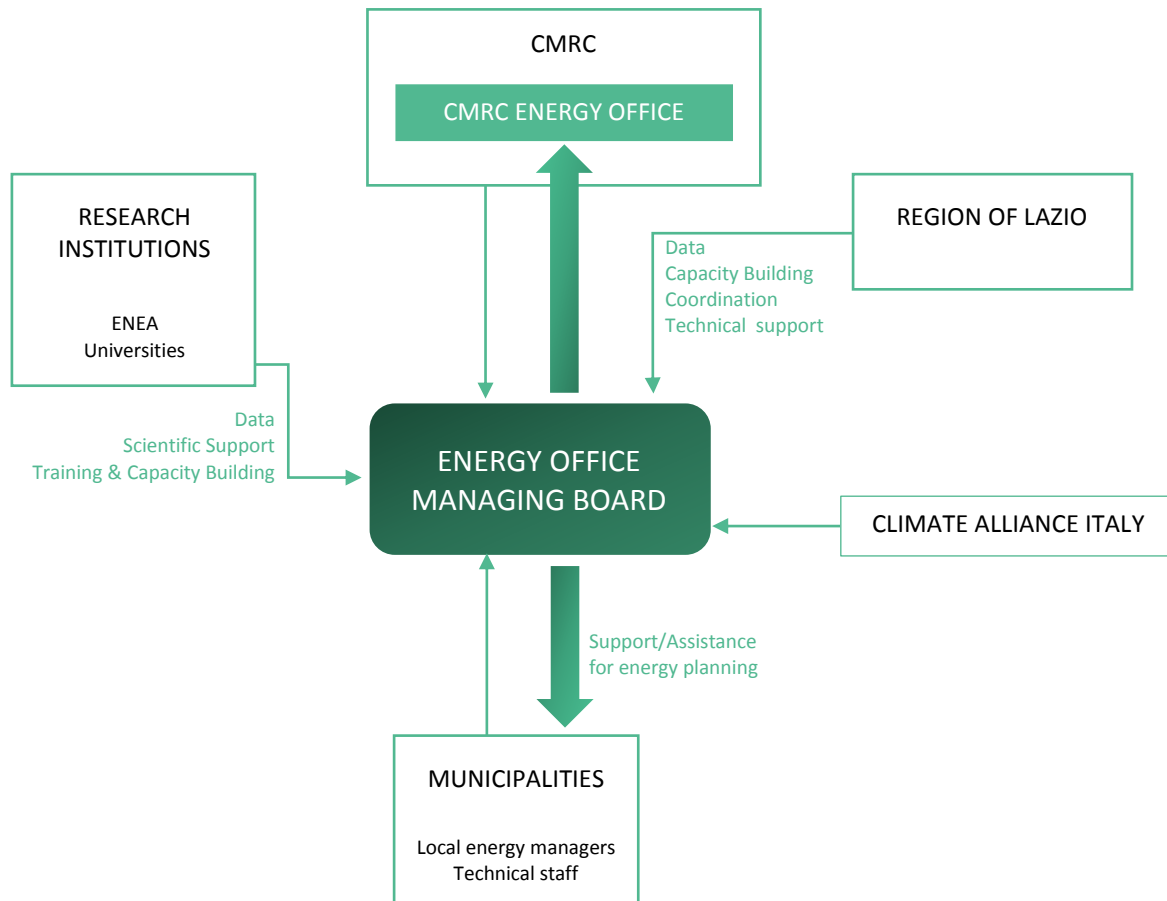 CMRC
CMRC ENERGY OFFICE
RESEARCH
INSTITUTIONS
ENEA
Universities
REGION OF LAZIO
Data
Capacity Building
Coordination
Technical  support
Data
Scientific Support
Training & Capacity Building
ENERGY OFFICE
MANAGING BOARD
CLIMATE ALLIANCE ITALY
Support/Assistance
for energy planning
MUNICIPALITIES
Local energy managers
Technical staff